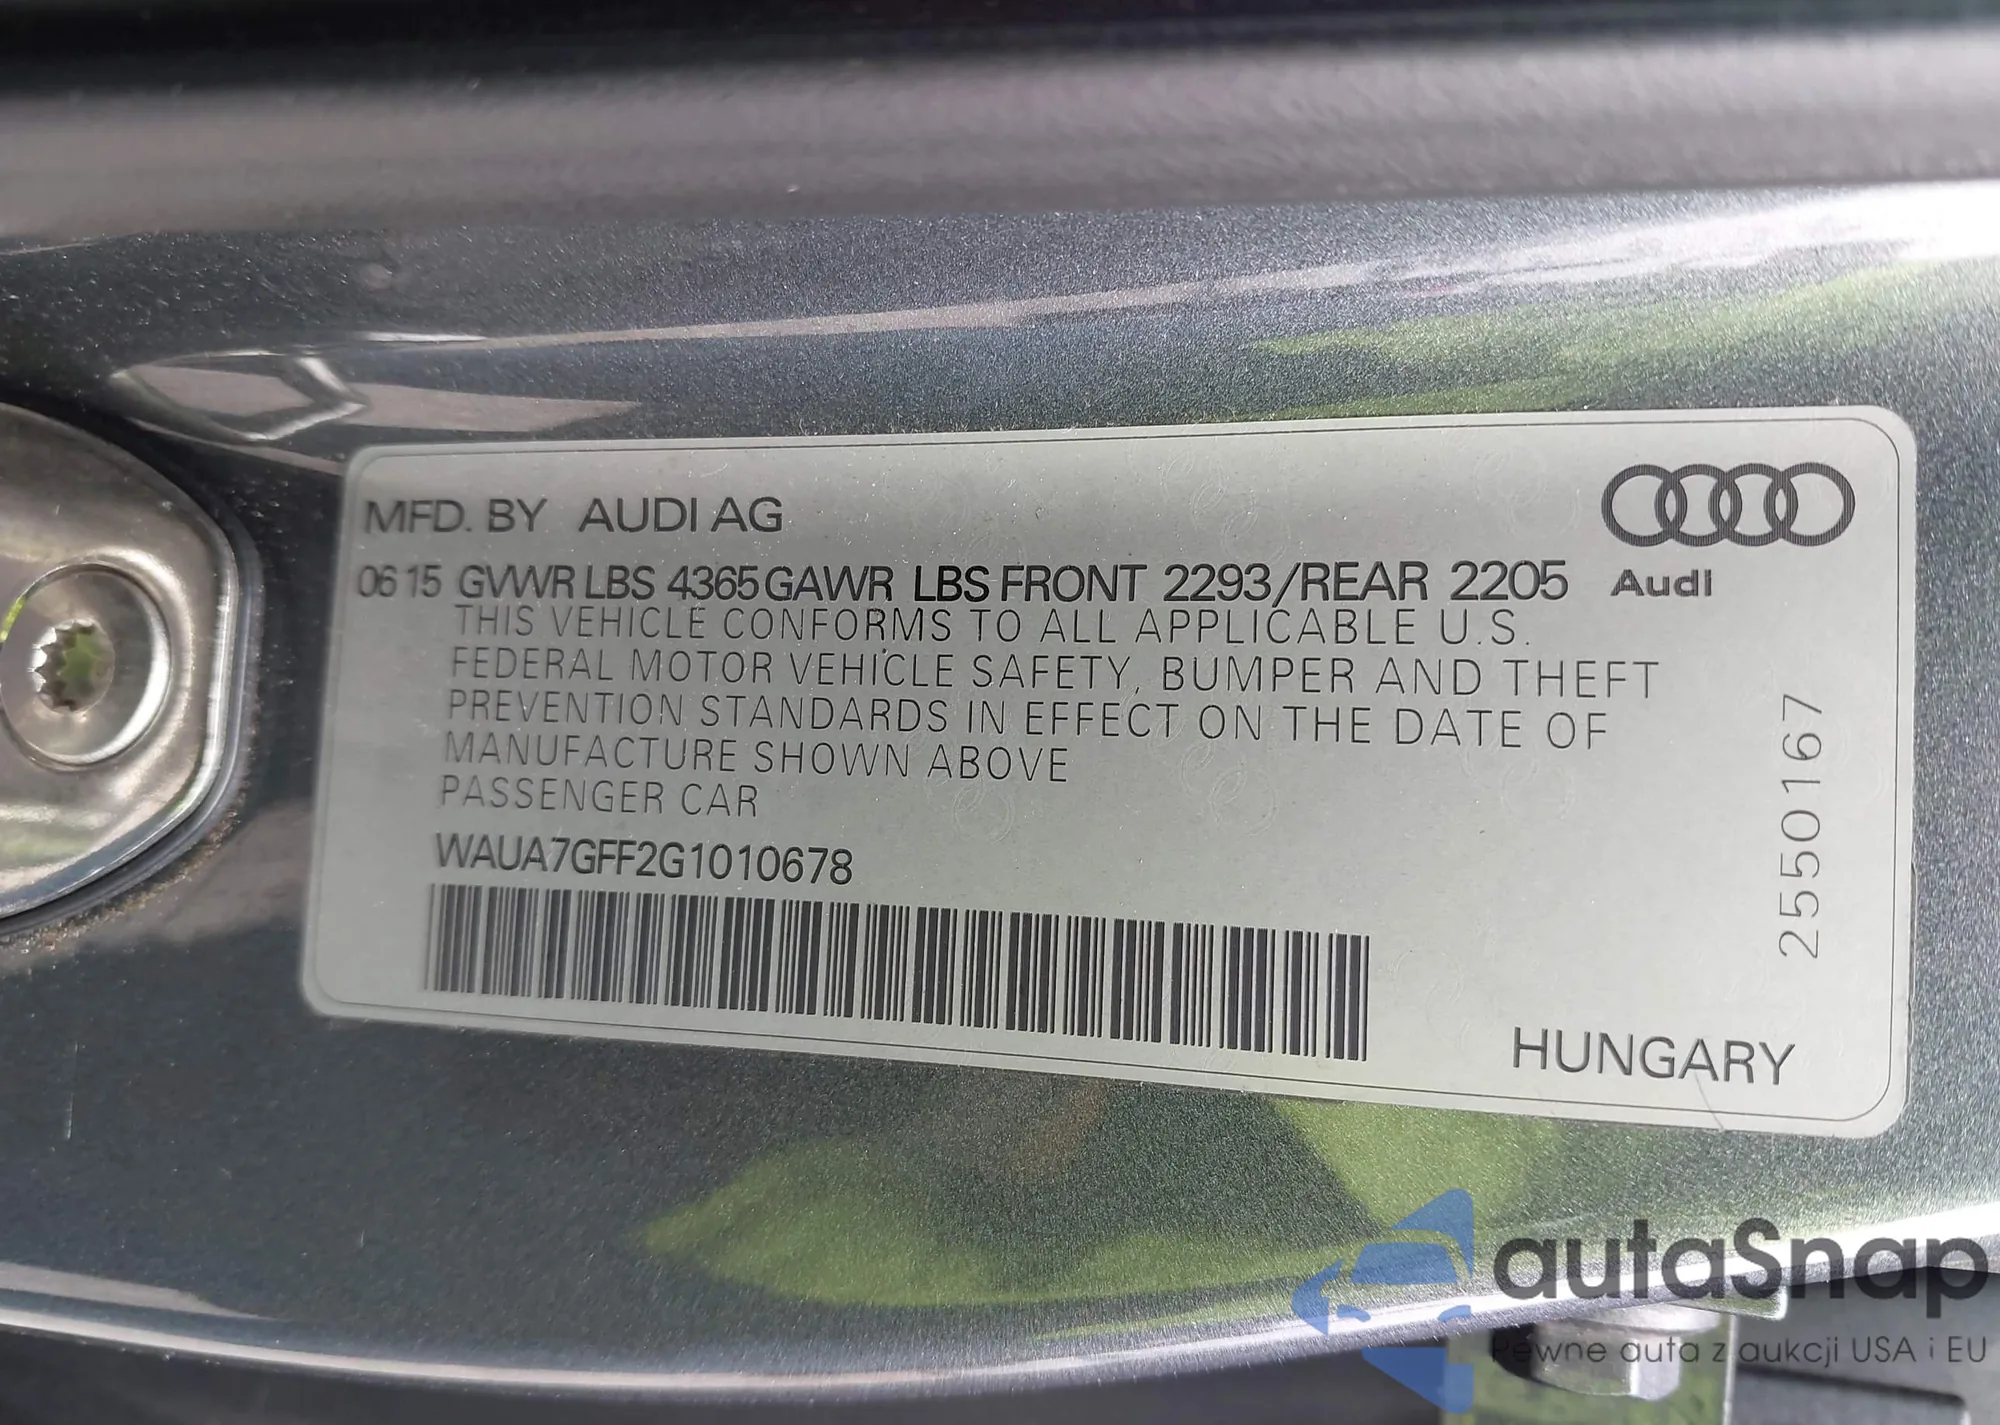 MFD. BY AUDI AG
06 15 GVWR LBS 4365 GAWR LBS FRONT 2293/REAR 2205
Audi
THIS VEHICLE CONFORMS TO ALL APPLICABLE U.S.
FEDERAL MOTOR VEHICLE SAFETY, BUMPER AND THEFT
PREVENTION STANDARDS IN EFFECT ON THE DATE OF
MANUFACTURE SHOWN ABOVE
PASSENGER CAR
WAUA7GFF2G1010678
2550167
HUNGARY
autaSnap
Pewne auta z aukcji USA i EU